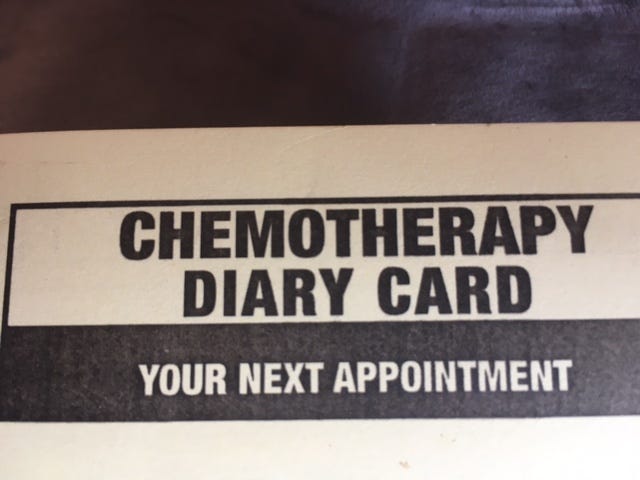 CHEMOTHERAPY
DIARY CARD
YOUR NEXT APPOINTMENT